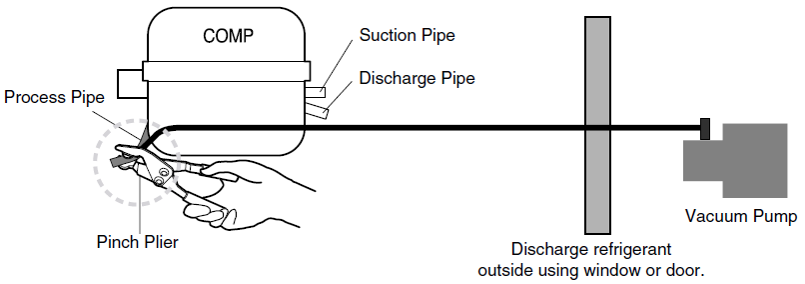 COMP
Suction Pipe
Discharge Pipe
Process Pipe
Pinch Plier
Vacuum Pump
Discharge refrigerant
outside using window or door.